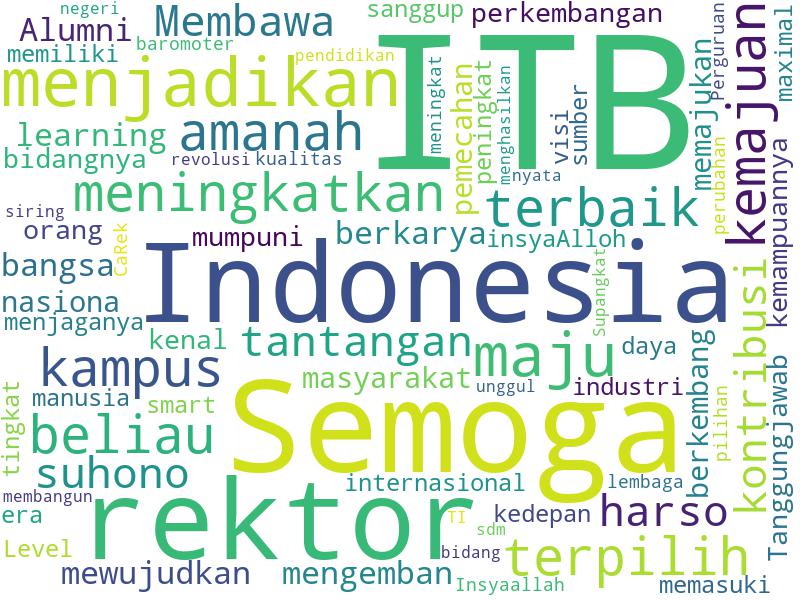 negeri
sanggup
perkembangan
Alumni
Membawa
ITB
Perguruan
kemajuan
maximal
memiliki
baromoter
pendidikan
menjadikan
meningkat
pemecahan
peningkat
menghasilkan
visi
sumber
memajukan
learning
amanah
bidangnya
revolusi
kualitas
nyata
perubahan
kemampuannya
meningkatkan
terbaik
siring
orang
CaRek
mumpuni
berkarya
insyaAlloh
bangsa
Indonesia
Supangkat
kontribusi
nasiona
menjaganya
kenal
tantangan
maju
daya
berkembang
kampus
masyarakat
unggul
industri
manusia
smart
Semoga
pilihan
Tanggungjawab
tingkat
beliau
suhono
internasional
lembaga
membangun
rektor
era
TI
kedepan
harso
sdm
Level
bidang
terpilih
mewujudkan
mengemban
Insyaallah
memasuki